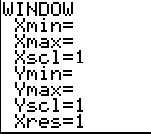 WINDOW
Xmin=
Xmax=
Xscl=1
Ymin=
Ymax=
Yscl=1
Xres=1